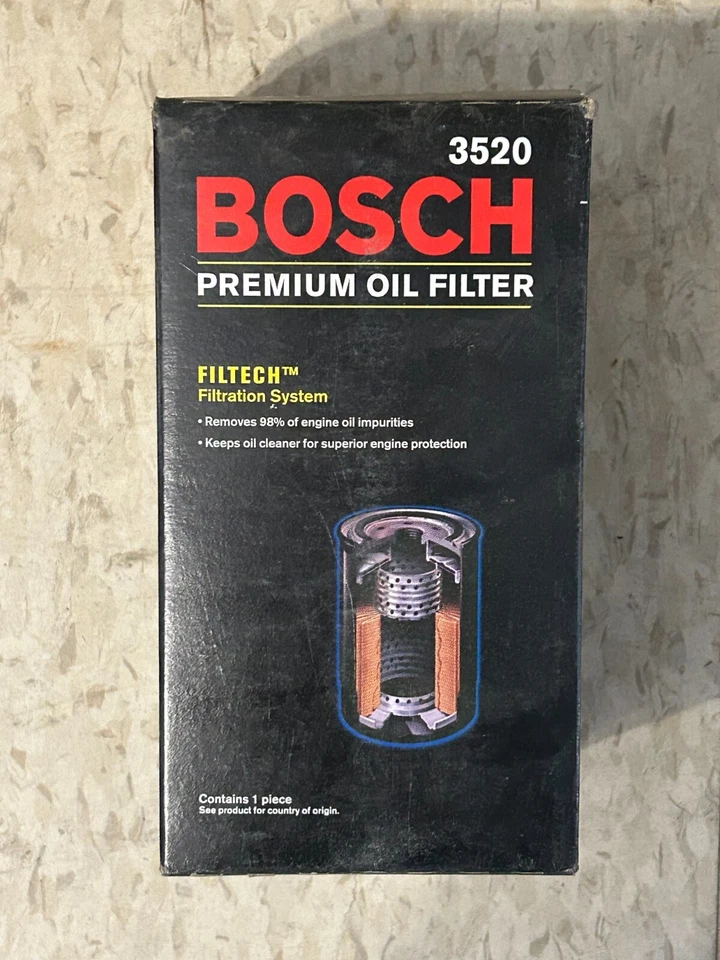 3520
BOSCH
PREMIUM OIL FILTER
FILTECH™
Filtration System
• Removes 98% of engine oil impurities
• Keeps oil cleaner for superior engine protection
Contains 1 piece
See product for country of origin.